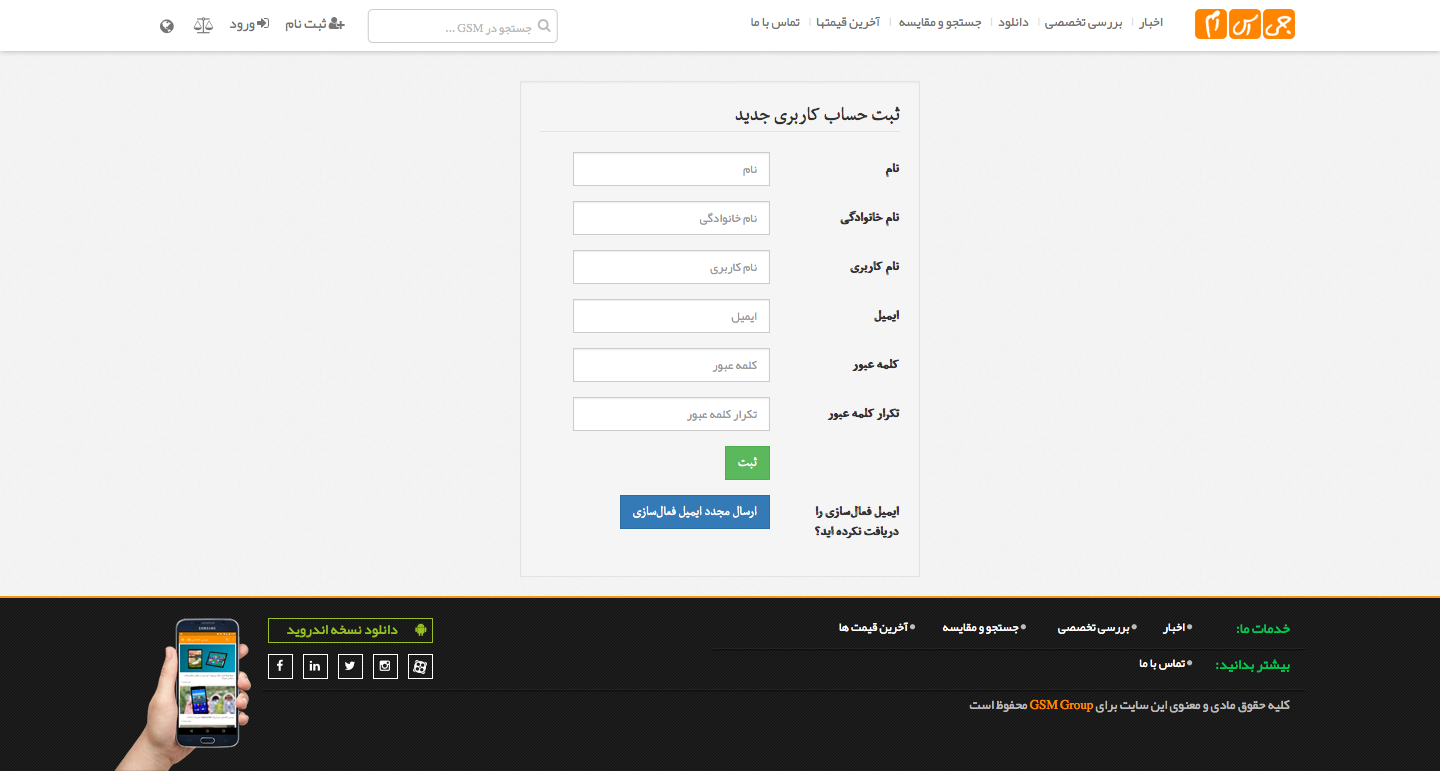 جی اس ام
اخبار | بررسی تخصصی | دانلود | جستجو و مقایسه | آخرین قیمتها | تماس با ما
جستجو در GSM ...
ثبت نام
ورود
ثبت حساب کاربری جدید
نام
نام
نام خانوادگی
نام خانوادگی
نام کاربری
نام کاربری
ایمیل
ایمیل
کلمه عبور
کلمه عبور
تکرار کلمه عبور
تکرار کلمه عبور
ثبت
ایمیل فعال‌سازی را
دریافت نکرده اید؟
ارسال مجدد ایمیل فعال‌سازی
خدمات ما:
اخبار • بررسی تخصصی • جستجو و مقایسه • آخرین قیمت ها
بیشتر بدانید:
تماس با ما
کلیه حقوق مادی و معنوی این سایت برای GSM Group محفوظ است
دانلود نسخه اندروید